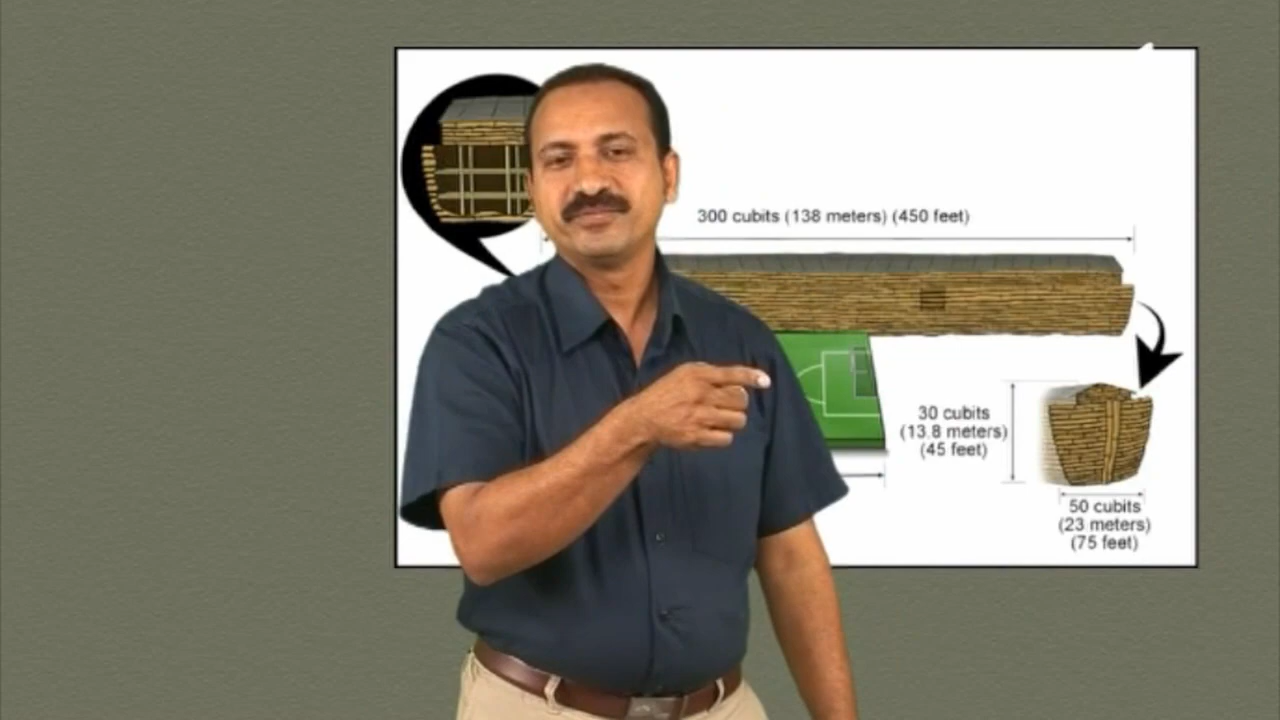 300 cubits (138 meters) (450 feet)
30 cubits
(13.8 meters)
(45 feet)
50 cubits
(23 meters)
(75 feet)